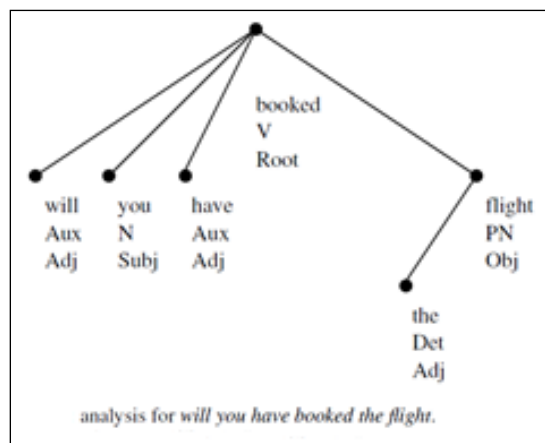 booked
V
Root
will you have flight
Aux N Aux PN
Adj Subj Adj Obj
the
Det
Adj
analysis for will you have booked the flight.